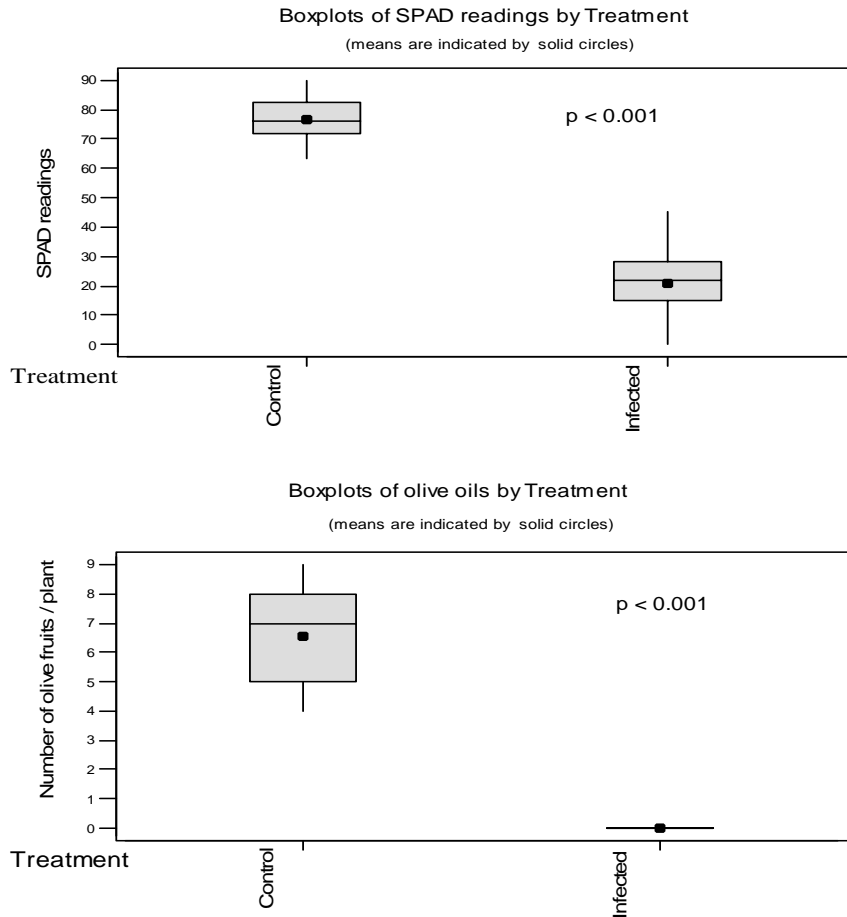 Boxplots of SPAD readings by Treatment
(means are indicated by solid circles)
SPAD readings
90
80
70
60
50
40
30
20
10
0
p < 0.001
Treatment
Control
Infected
Boxplots of olive oils by Treatment
(means are indicated by solid circles)
Number of olive fruits / plant
9
8
7
6
5
4
3
2
1
0
p < 0.001
Treatment
Control
Infected